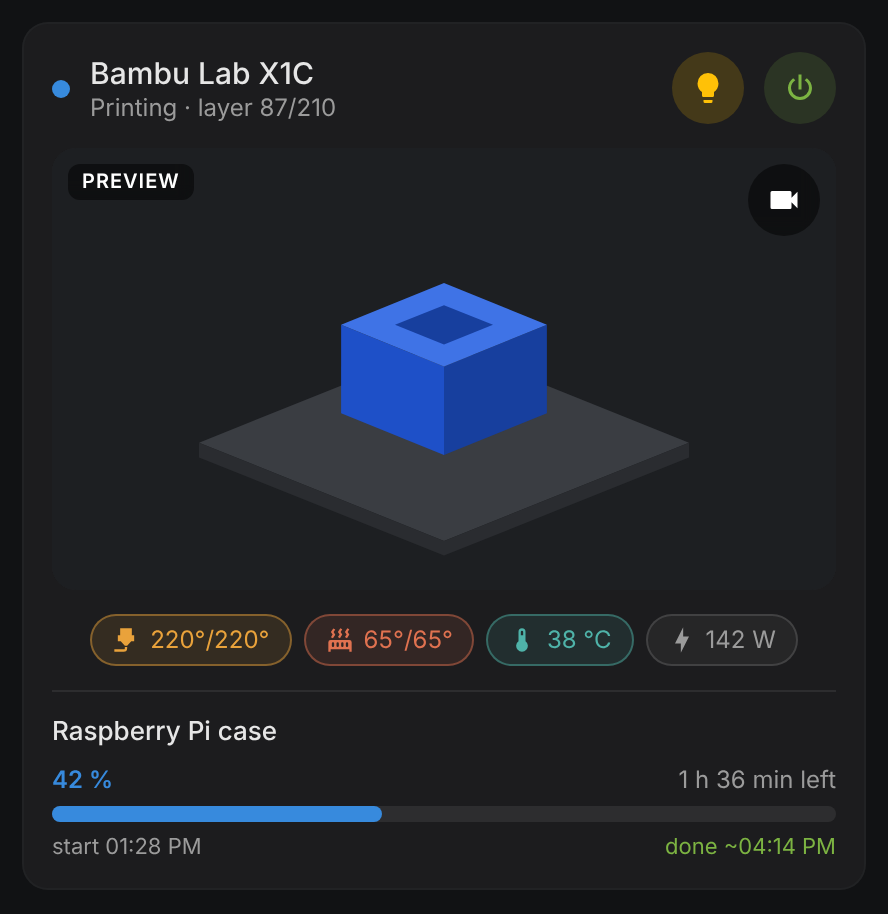 Bambu Lab X1C
Printing · layer 87/210
PREVIEW
220°/220° 65°/65° 38 °C 142 W
Raspberry Pi case
42 % 1 h 36 min left
start 01:28 PM done ~04:14 PM